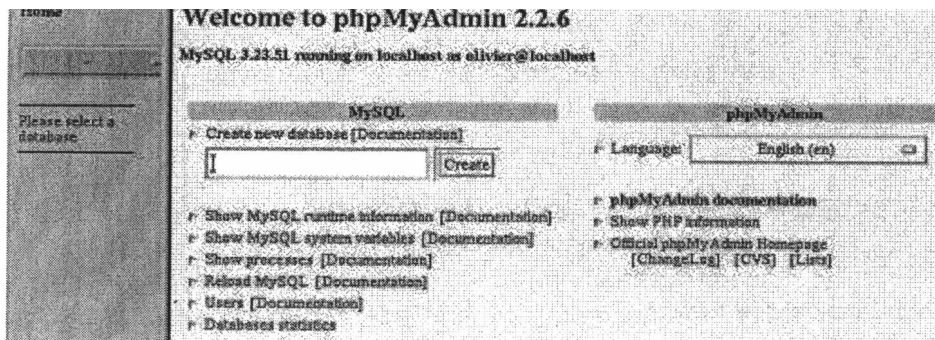 Home
Please select a
database
Welcome to phpMyAdmin 2.2.6
MySQL 3.23.51 running on localhost as olivier@localhost
MySQL
Create new database [Documentation]
Create
Show MySQL runtime information [Documentation]
Show MySQL system variables [Documentation]
Show processes [Documentation]
Reload MySQL [Documentation]
Users [Documentation]
Databases statistics
phpMyAdmin
Language: English (en)
phpMyAdmin documentation
Show PHP information
Official phpMyAdmin Homepage
[ChangeLog] [CVS] [Lists]